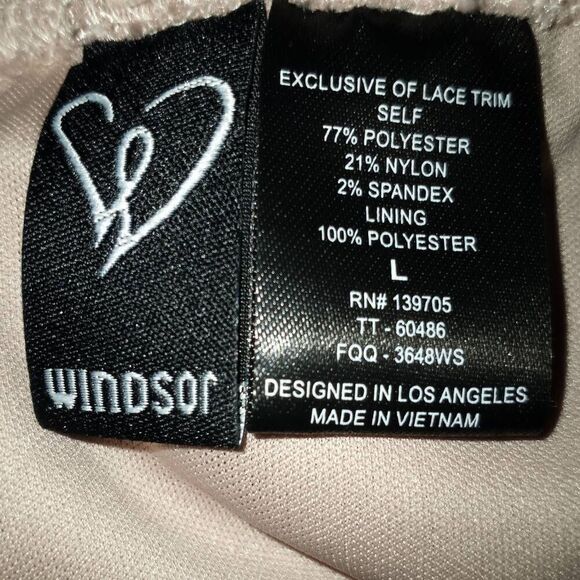 WINDSOR
EXCLUSIVE OF LACE TRIM
SELF
77% POLYESTER
21% NYLON
2% SPANDEX
LINING
100% POLYESTER
L
RN# 139705
TT - 60486
FQQ - 3648WS
DESIGNED IN LOS ANGELES
MADE IN VIETNAM